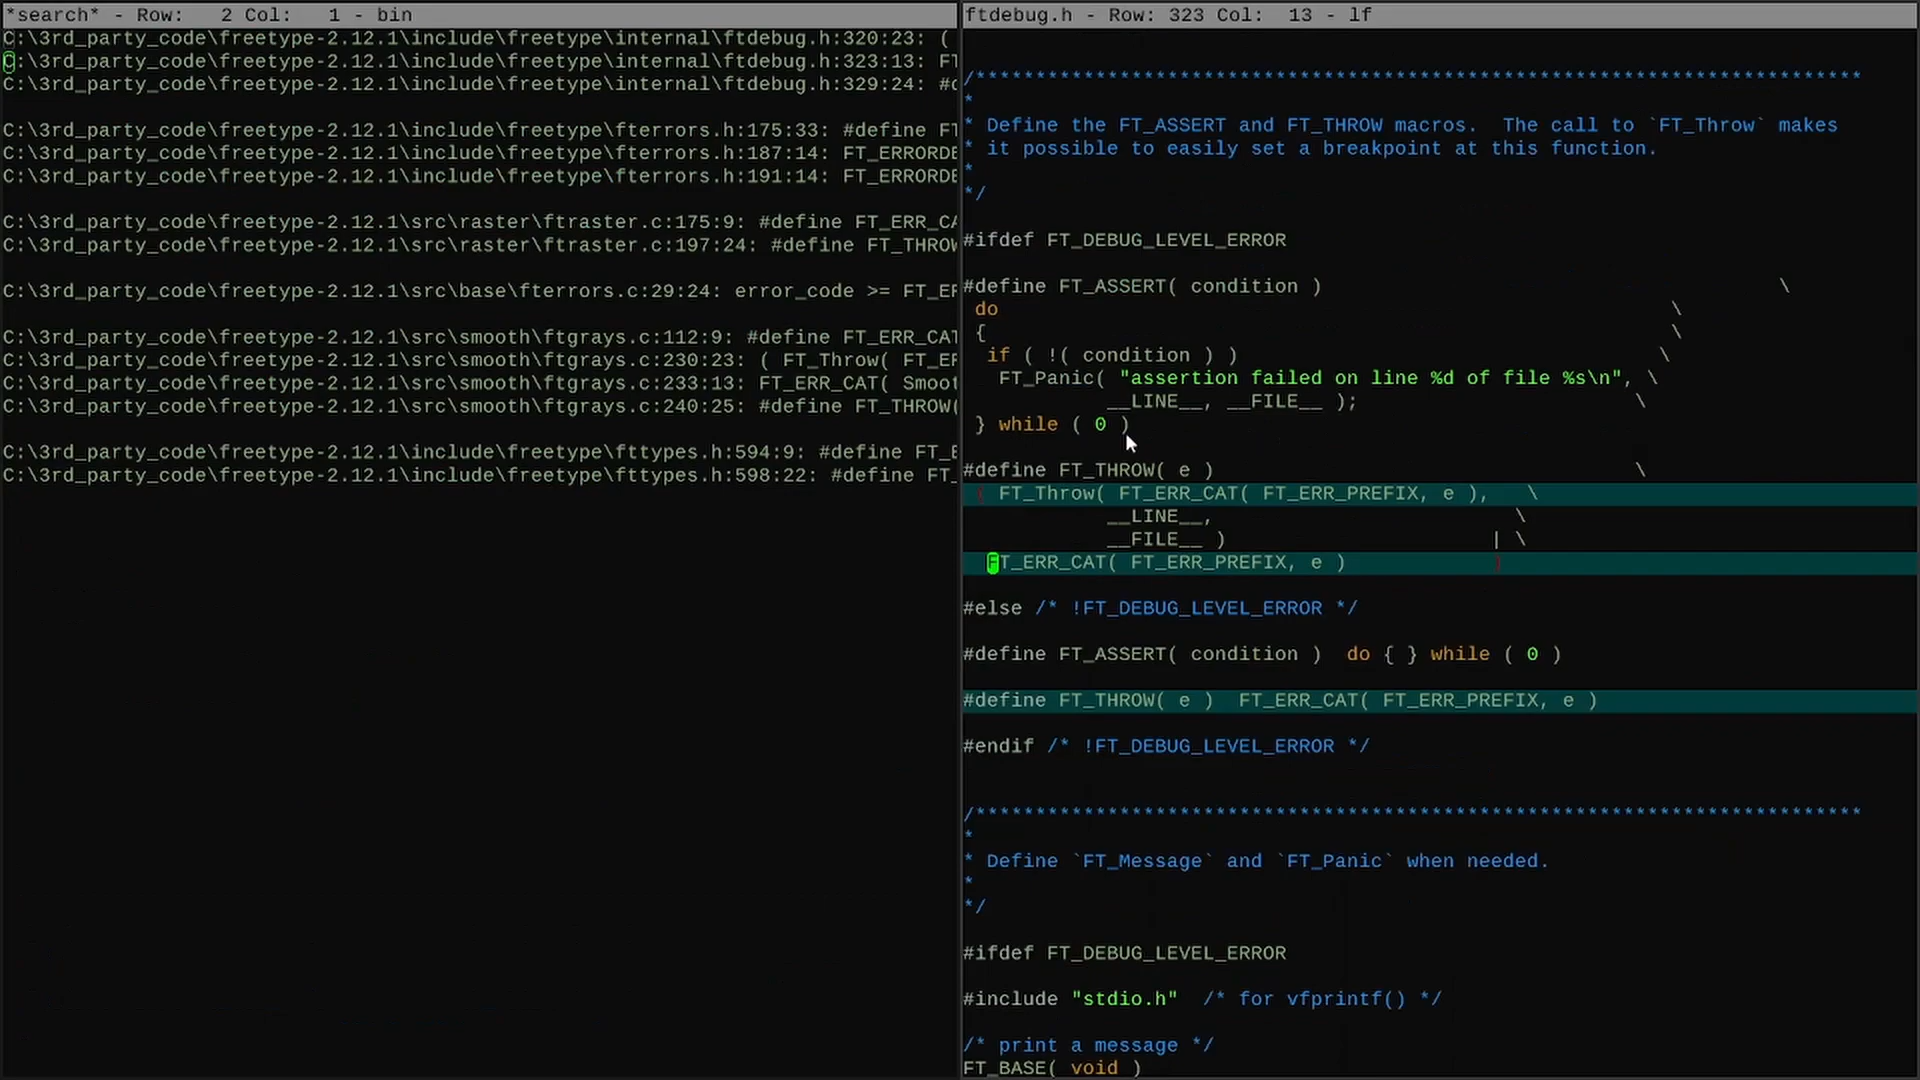 *search* - Row:   2 Col:   1 - bin
C:\3rd_party_code\freetype-2.12.1\include\freetype\internal\ftdebug.h:320:23: (
C:\3rd_party_code\freetype-2.12.1\include\freetype\internal\ftdebug.h:323:13: FT
C:\3rd_party_code\freetype-2.12.1\include\freetype\internal\ftdebug.h:329:24: #d
C:\3rd_party_code\freetype-2.12.1\include\freetype\fterrors.h:175:33: #define FT
C:\3rd_party_code\freetype-2.12.1\include\freetype\fterrors.h:187:14: FT_ERRORDE
C:\3rd_party_code\freetype-2.12.1\include\freetype\fterrors.h:191:14: FT_ERRORDE
C:\3rd_party_code\freetype-2.12.1\src\raster\ftraster.c:175:9: #define FT_ERR_CA
C:\3rd_party_code\freetype-2.12.1\src\raster\ftraster.c:197:24: #define FT_THROW
C:\3rd_party_code\freetype-2.12.1\src\base\fterrors.c:29:24: error_code >= FT_ER
C:\3rd_party_code\freetype-2.12.1\src\smooth\ftgrays.c:112:9: #define FT_ERR_CAT
C:\3rd_party_code\freetype-2.12.1\src\smooth\ftgrays.c:230:23: ( FT_Throw( FT_ER
C:\3rd_party_code\freetype-2.12.1\src\smooth\ftgrays.c:233:13: FT_ERR_CAT( Smoot
C:\3rd_party_code\freetype-2.12.1\src\smooth\ftgrays.c:240:25: #define FT_THROW(
C:\3rd_party_code\freetype-2.12.1\include\freetype\fttypes.h:594:9: #define FT_E
C:\3rd_party_code\freetype-2.12.1\include\freetype\fttypes.h:598:22: #define FT_
ftdebug.h - Row: 323 Col:  13 - lf
/**************************************************************************
*
* Define the FT_ASSERT and FT_THROW macros.  The call to `FT_Throw` makes
* it possible to easily set a breakpoint at this function.
*
*/
#ifdef FT_DEBUG_LEVEL_ERROR
#define FT_ASSERT( condition )                                      \
do                                                        \
{                                                         \
if ( !( condition ) )                                   \
FT_Panic( "assertion failed on line %d of file %s\n", \
__LINE__, __FILE__ );                       \
} while ( 0 )
#define FT_THROW( e )                                   \
( FT_Throw( FT_ERR_CAT( FT_ERR_PREFIX, e ),   \
__LINE__,                         \
__FILE__ )                      | \
FT_ERR_CAT( FT_ERR_PREFIX, e )            )
#else /* !FT_DEBUG_LEVEL_ERROR */
#define FT_ASSERT( condition )  do { } while ( 0 )
#define FT_THROW( e )  FT_ERR_CAT( FT_ERR_PREFIX, e )
#endif /* !FT_DEBUG_LEVEL_ERROR */
/**************************************************************************
*
* Define `FT_Message` and `FT_Panic` when needed.
*
*/
#ifdef FT_DEBUG_LEVEL_ERROR
#include "stdio.h"  /* for vfprintf() */
/* print a message */
FT_BASE( void )